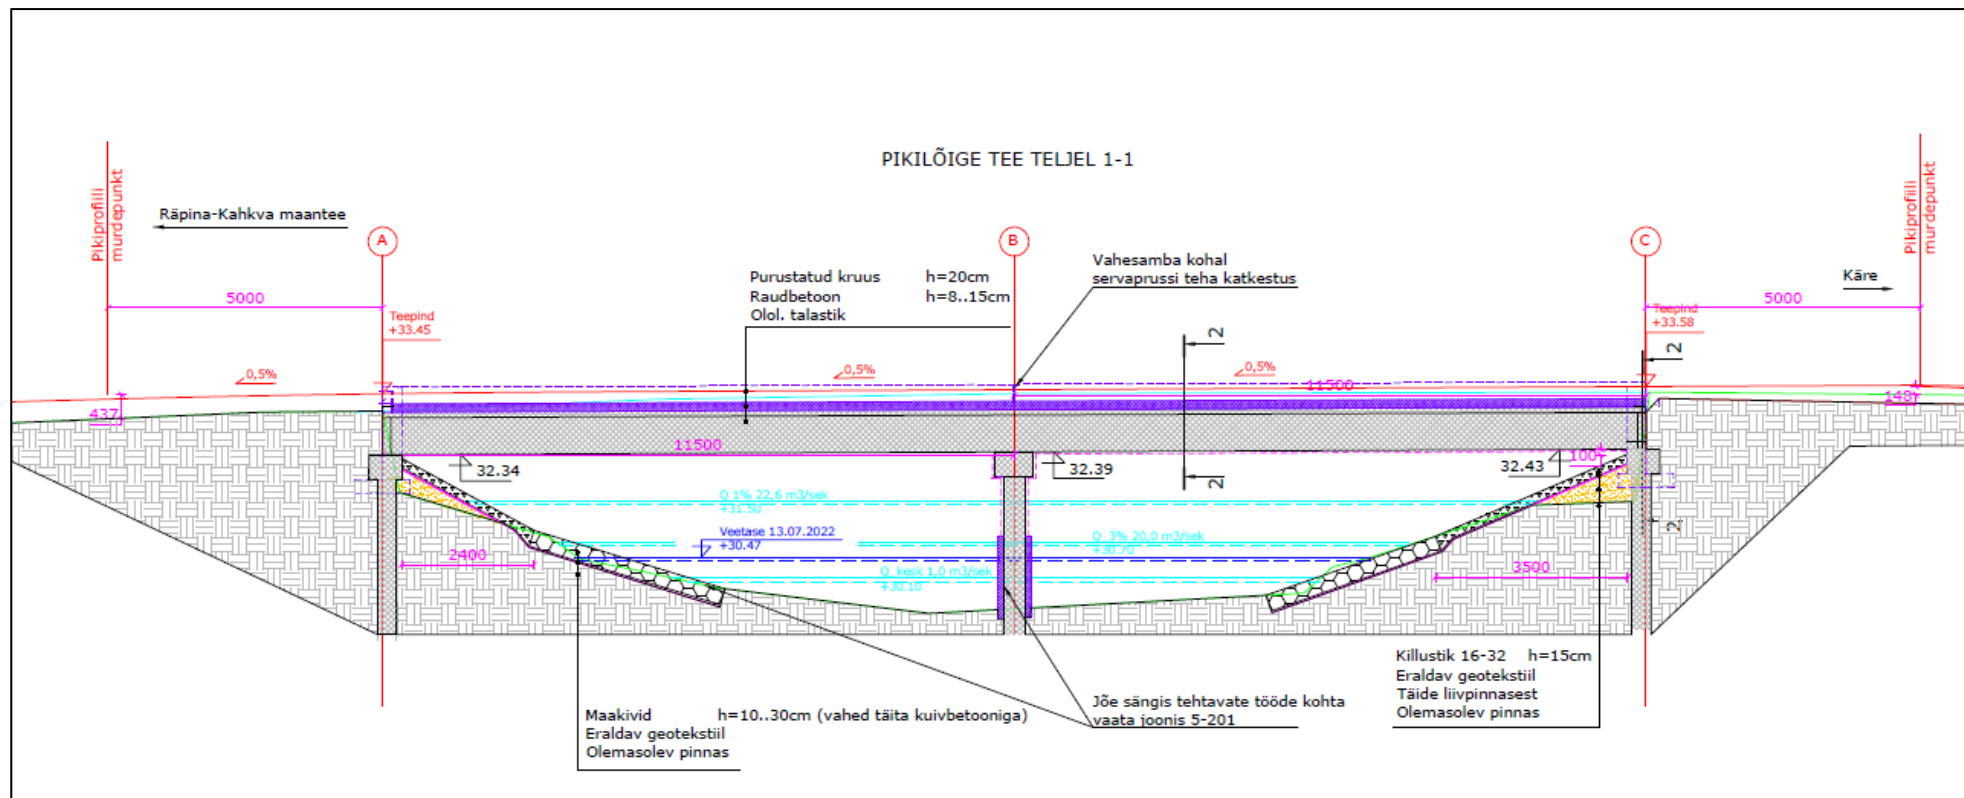 PIKILÕIGE TEE TELJEL 1-1
Pikiprofiili
murdepunkt
Räpina-Kahkva maantee
A
B
C
Pikiprofiili
murdepunkt
Käre
5000
5000
Teepind
+33.45
Purustatud kruus h=20cm
Raudbetoon h=8..15cm
Olol. talastik
Vahesamba kohal
servaprussi teha katkestus
Teepind
+33.58
2
2
0,5%
0,5%
0,5%
11500
437
148
11500
32.34
32.39
32.43
100
2
2
Q 1% 22,6 m3/sek
+31.50
Veetase 13.07.2022
+30.47
Q 3% 20,0 m3/sek
+30.70
Q_kesk 1,0 m3/sek
+30.10
2400
3500
Maakivid h=10..30cm (vahed täita kuivbetooniga)
Eraldav geotekstiil
Olemasolev pinnas
Jõe sängis tehtavate tööde kohta
vaata joonis 5-201
Killustik 16-32 h=15cm
Eraldav geotekstiil
Täide liivpinnasest
Olemasolev pinnas